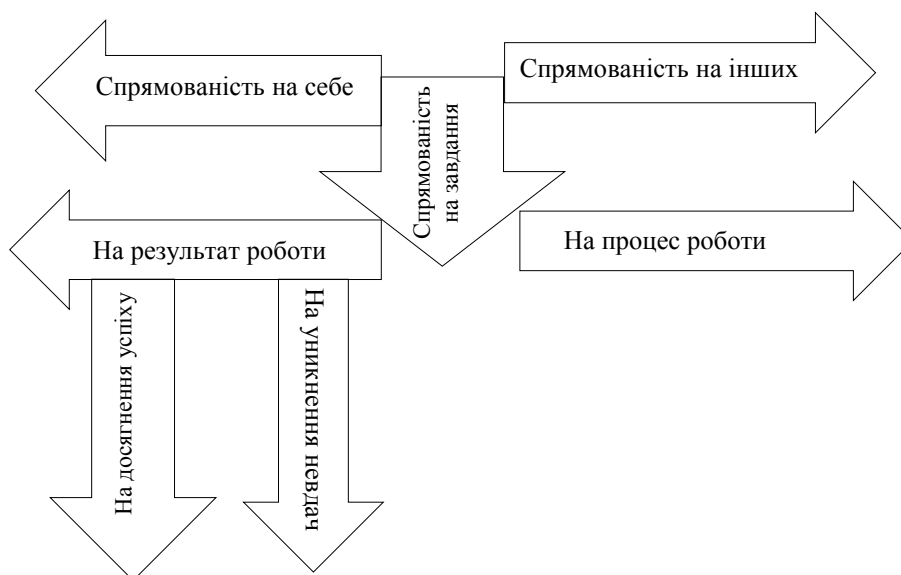 Спрямованість на себе
Спрямованість на інших
Спрямованість
на завдання
На результат роботи
На процес роботи
На досягнення успіху
На уникнення невдач